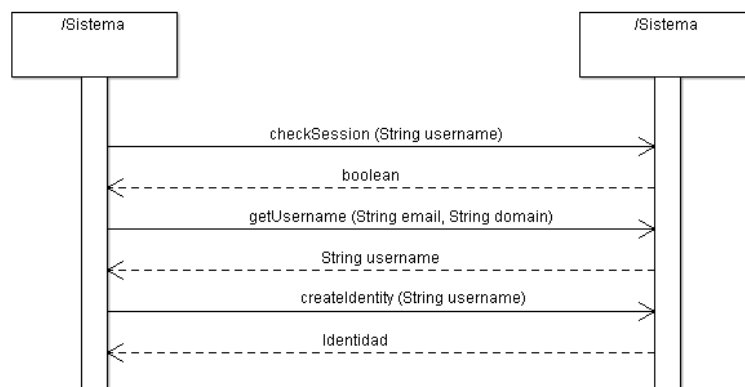 /Sistema
/Sistema
checkSession (String username)
boolean
getUsername (String email, String domain)
String username
createIdentity (String username)
Identidad